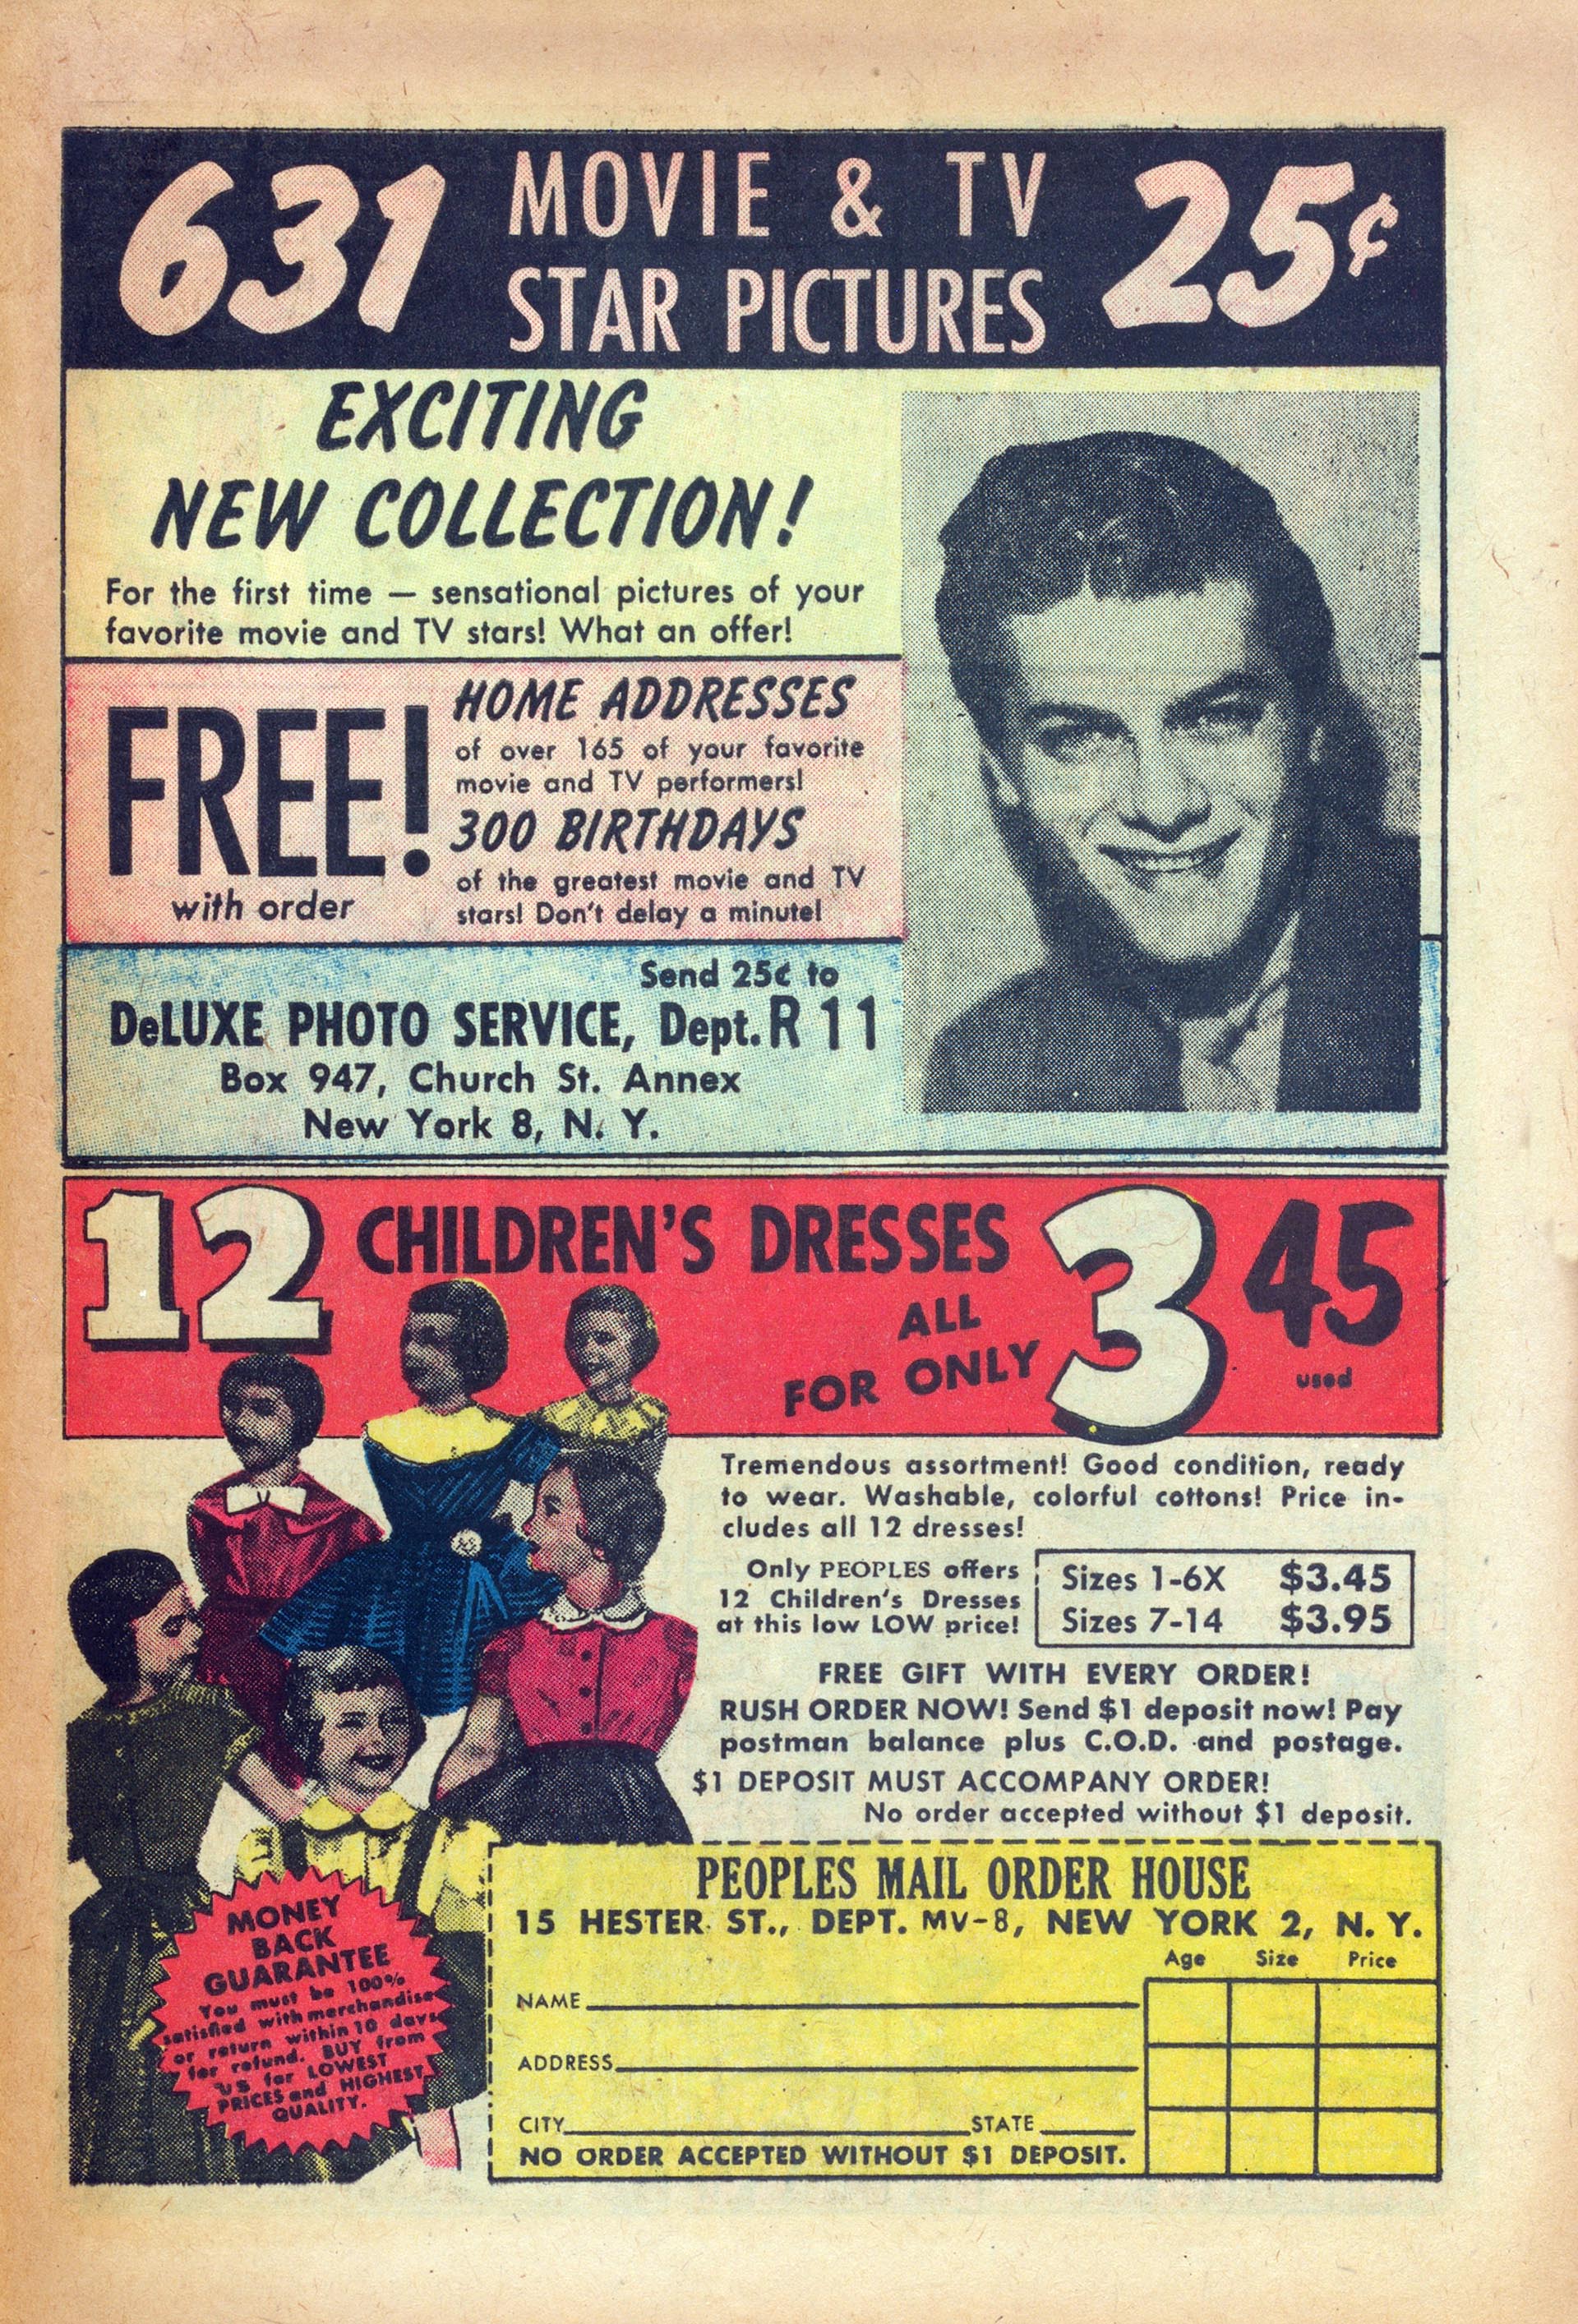 631 MOVIE & TV STAR PICTURES 25¢
EXCITING
NEW COLLECTION!
For the first time — sensational pictures of your
favorite movie and TV stars! What an offer!
FREE!
with order
HOME ADDRESSES
of over 165 of your favorite
movie and TV performers!
300 BIRTHDAYS
of the greatest movie and TV
stars! Don't delay a minute!
Send 25¢ to
DeLUXE PHOTO SERVICE, Dept. R 11
Box 947, Church St. Annex
New York 8, N. Y.
12 CHILDREN'S DRESSES
ALL
FOR ONLY
3 45
used
Tremendous assortment! Good condition, ready
to wear. Washable, colorful cottons! Price in-
cludes all 12 dresses!
Only PEOPLES offers
12 Children's Dresses
at this low LOW price!
Sizes 1-6X $3.45
Sizes 7-14 $3.95
FREE GIFT WITH EVERY ORDER!
RUSH ORDER NOW! Send $1 deposit now! Pay
postman balance plus C.O.D. and postage.
$1 DEPOSIT MUST ACCOMPANY ORDER!
No order accepted without $1 deposit.
MONEY
BACK
GUARANTEE
You must be 100%
satisfied with merchandise
or return within 10 days
for refund. BUY from
US for LOWEST
PRICES and HIGHEST
QUALITY.
PEOPLES MAIL ORDER HOUSE
15 HESTER ST., DEPT. MV-8, NEW YORK 2, N. Y.
Age Size Price
NAME
ADDRESS
CITY STATE
NO ORDER ACCEPTED WITHOUT $1 DEPOSIT.